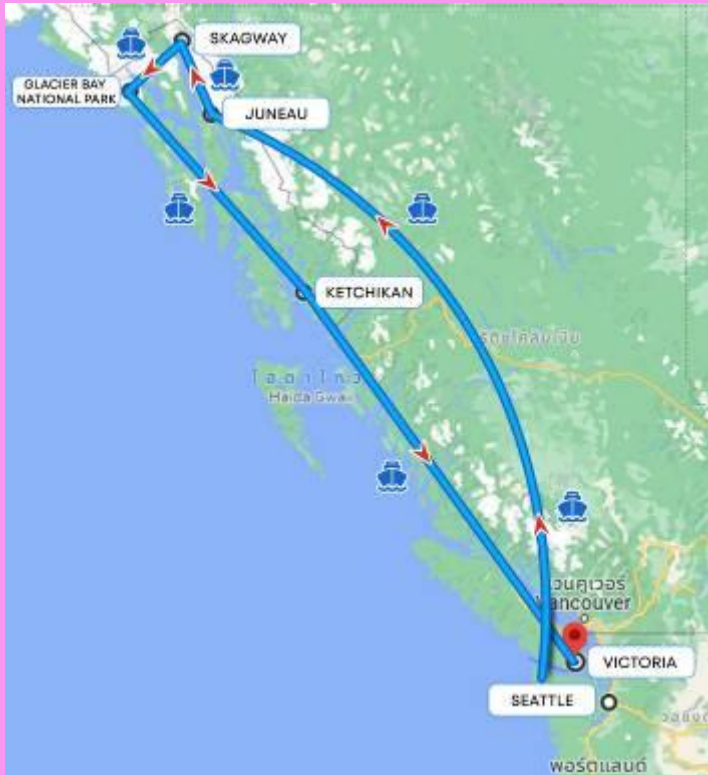 SKAGWAY
GLACIER BAY
NATIONAL PARK
JUNEAU
KETCHIKAN
Haida Gwaii
แวนคูเวอร์
Vancouver
VICTORIA
SEATTLE
พอร์ตแลนด์